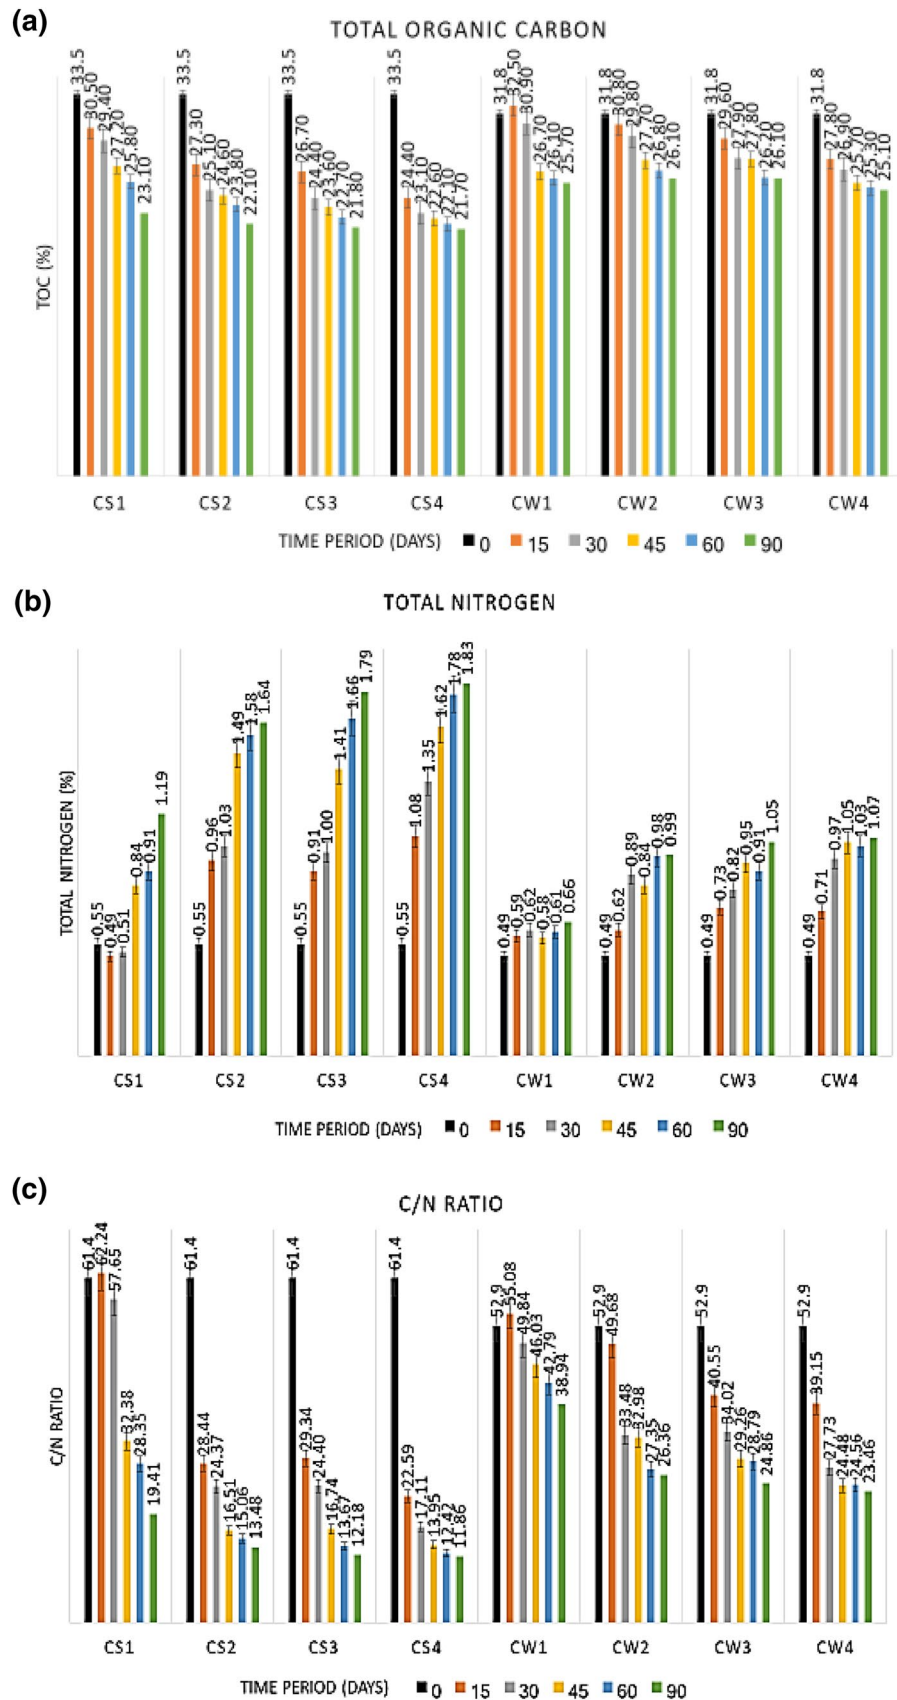 (a)
TOTAL ORGANIC CARBON
TOC (%)
33.5 30.50 29.40 27.20 25.80 23.10
33.5 27.30 25.10 24.60 23.80 22.10
33.5 26.70 24.40 23.60 22.70 21.80
33.5 24.40 23.10 22.60 22.10 21.70
31.8 32.50 30.90 26.70 26.10 25.70
31.8 30.80 29.80 27.70 26.80 26.10
31.8 29.60 27.90 27.80 26.20 26.10
31.8 27.80 26.90 25.70 25.30 25.10
CS1 CS2 CS3 CS4 CW1 CW2 CW3 CW4
TIME PERIOD (DAYS) 0 15 30 45 60 90
(b)
TOTAL NITROGEN
TOTAL NITROGEN (%)
0.55 0.49 0.51 0.84 0.91 1.19
0.55 0.96 1.03 1.49 1.58 1.64
0.55 0.91 1.00 1.41 1.66 1.79
0.55 1.08 1.35 1.62 1.78 1.83
0.49 0.59 0.62 0.58 0.61 0.66
0.49 0.62 0.89 0.84 0.98 0.99
0.49 0.73 0.82 0.95 0.91 1.05
0.49 0.71 0.97 1.05 1.03 1.07
CS1 CS2 CS3 CS4 CW1 CW2 CW3 CW4
TIME PERIOD (DAYS) 0 15 30 45 60 90
(c)
C/N RATIO
C/N RATIO
61.4 62.24 57.65 32.38 28.35 19.41
61.4 28.44 24.37 16.51 15.06 13.48
61.4 29.34 24.40 16.74 13.67 12.18
61.4 22.59 17.11 13.95 12.42 11.86
52.9 55.08 49.84 46.03 42.79 38.94
52.9 49.68 33.48 32.98 27.35 26.36
52.9 40.55 34.02 29.26 28.79 24.86
52.9 39.15 27.73 24.48 24.56 23.46
CS1 CS2 CS3 CS4 CW1 CW2 CW3 CW4
TIME PERIOD (DAYS) 0 15 30 45 60 90